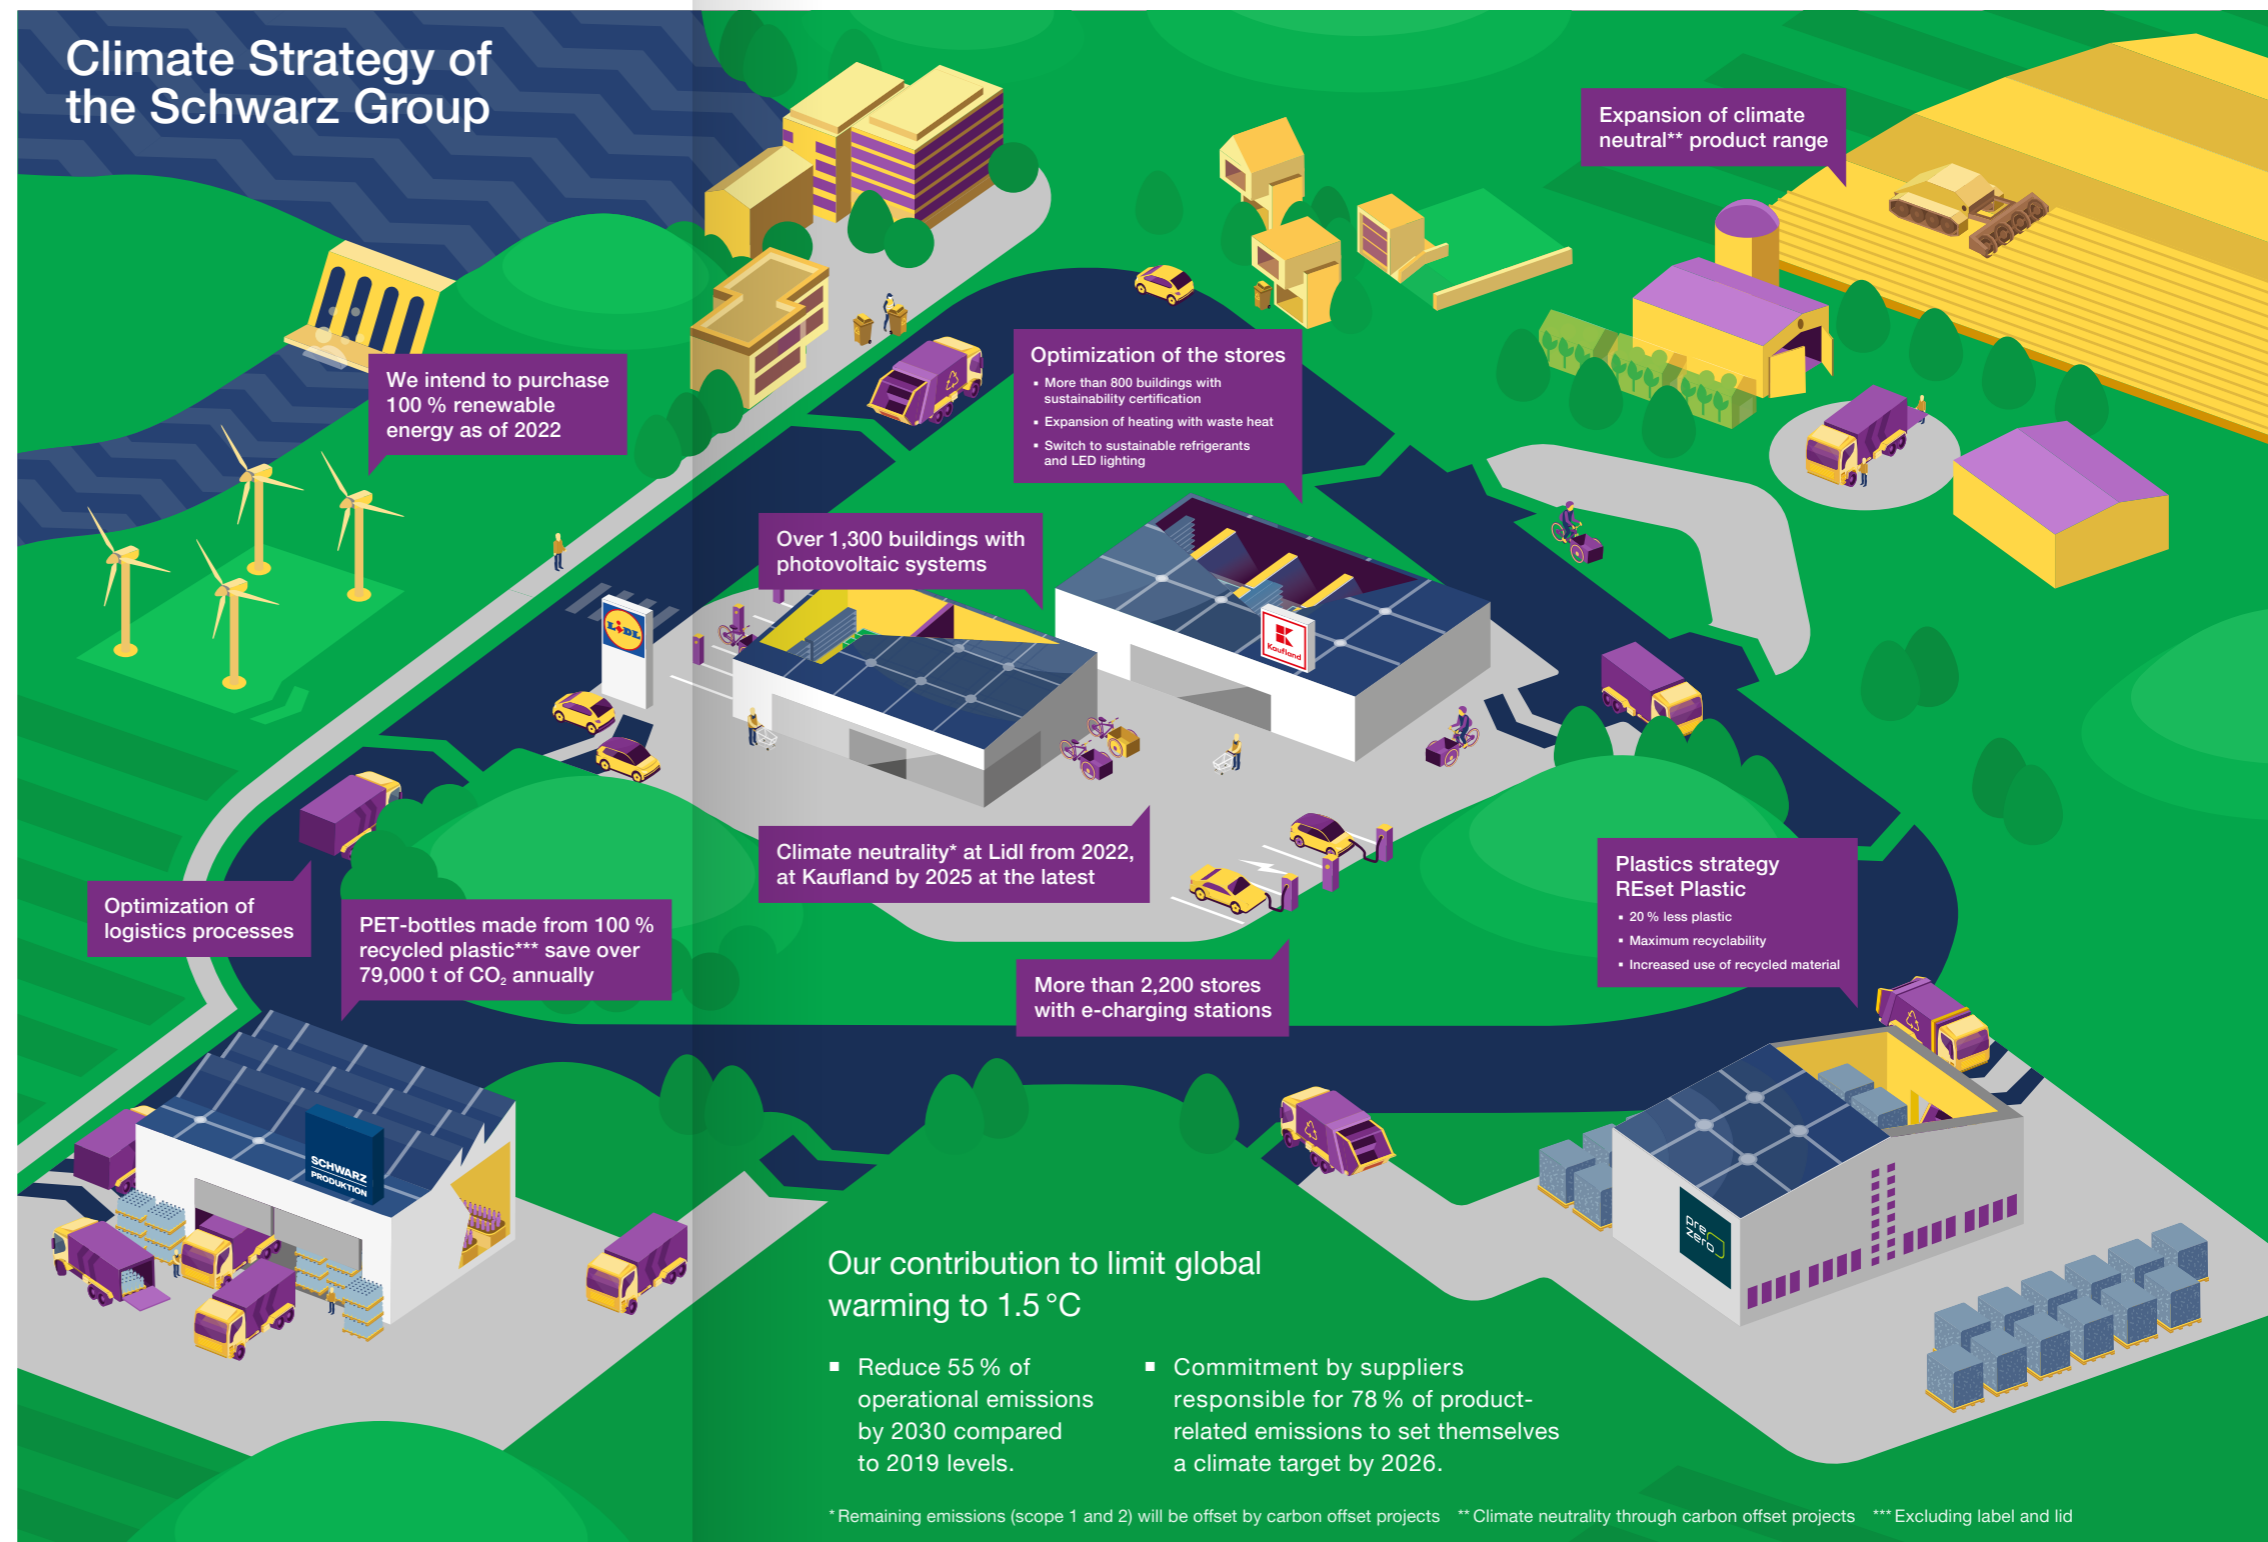 Climate Strategy of
the Schwarz Group
Expansion of climate
neutral** product range
We intend to purchase
100 % renewable
energy as of 2022
Optimization of the stores
▪ More than 800 buildings with
sustainability certification
▪ Expansion of heating with waste heat
▪ Switch to sustainable refrigerants
and LED lighting
Over 1,300 buildings with
photovoltaic systems
LiDL
K
Kaufland
Climate neutrality* at Lidl from 2022,
at Kaufland by 2025 at the latest
Optimization of
logistics processes
PET-bottles made from 100 %
recycled plastic*** save over
79,000 t of CO₂ annually
More than 2,200 stores
with e-charging stations
Plastics strategy
REset Plastic
▪ 20 % less plastic
▪ Maximum recyclability
▪ Increased use of recycled material
SCHWARZ
PRODUKTION
pre
zero
Our contribution to limit global
warming to 1.5 °C
▪ Reduce 55 % of
operational emissions
by 2030 compared
to 2019 levels.
▪ Commitment by suppliers
responsible for 78 % of product-
related emissions to set themselves
a climate target by 2026.
* Remaining emissions (scope 1 and 2) will be offset by carbon offset projects ** Climate neutrality through carbon offset projects *** Excluding label and lid